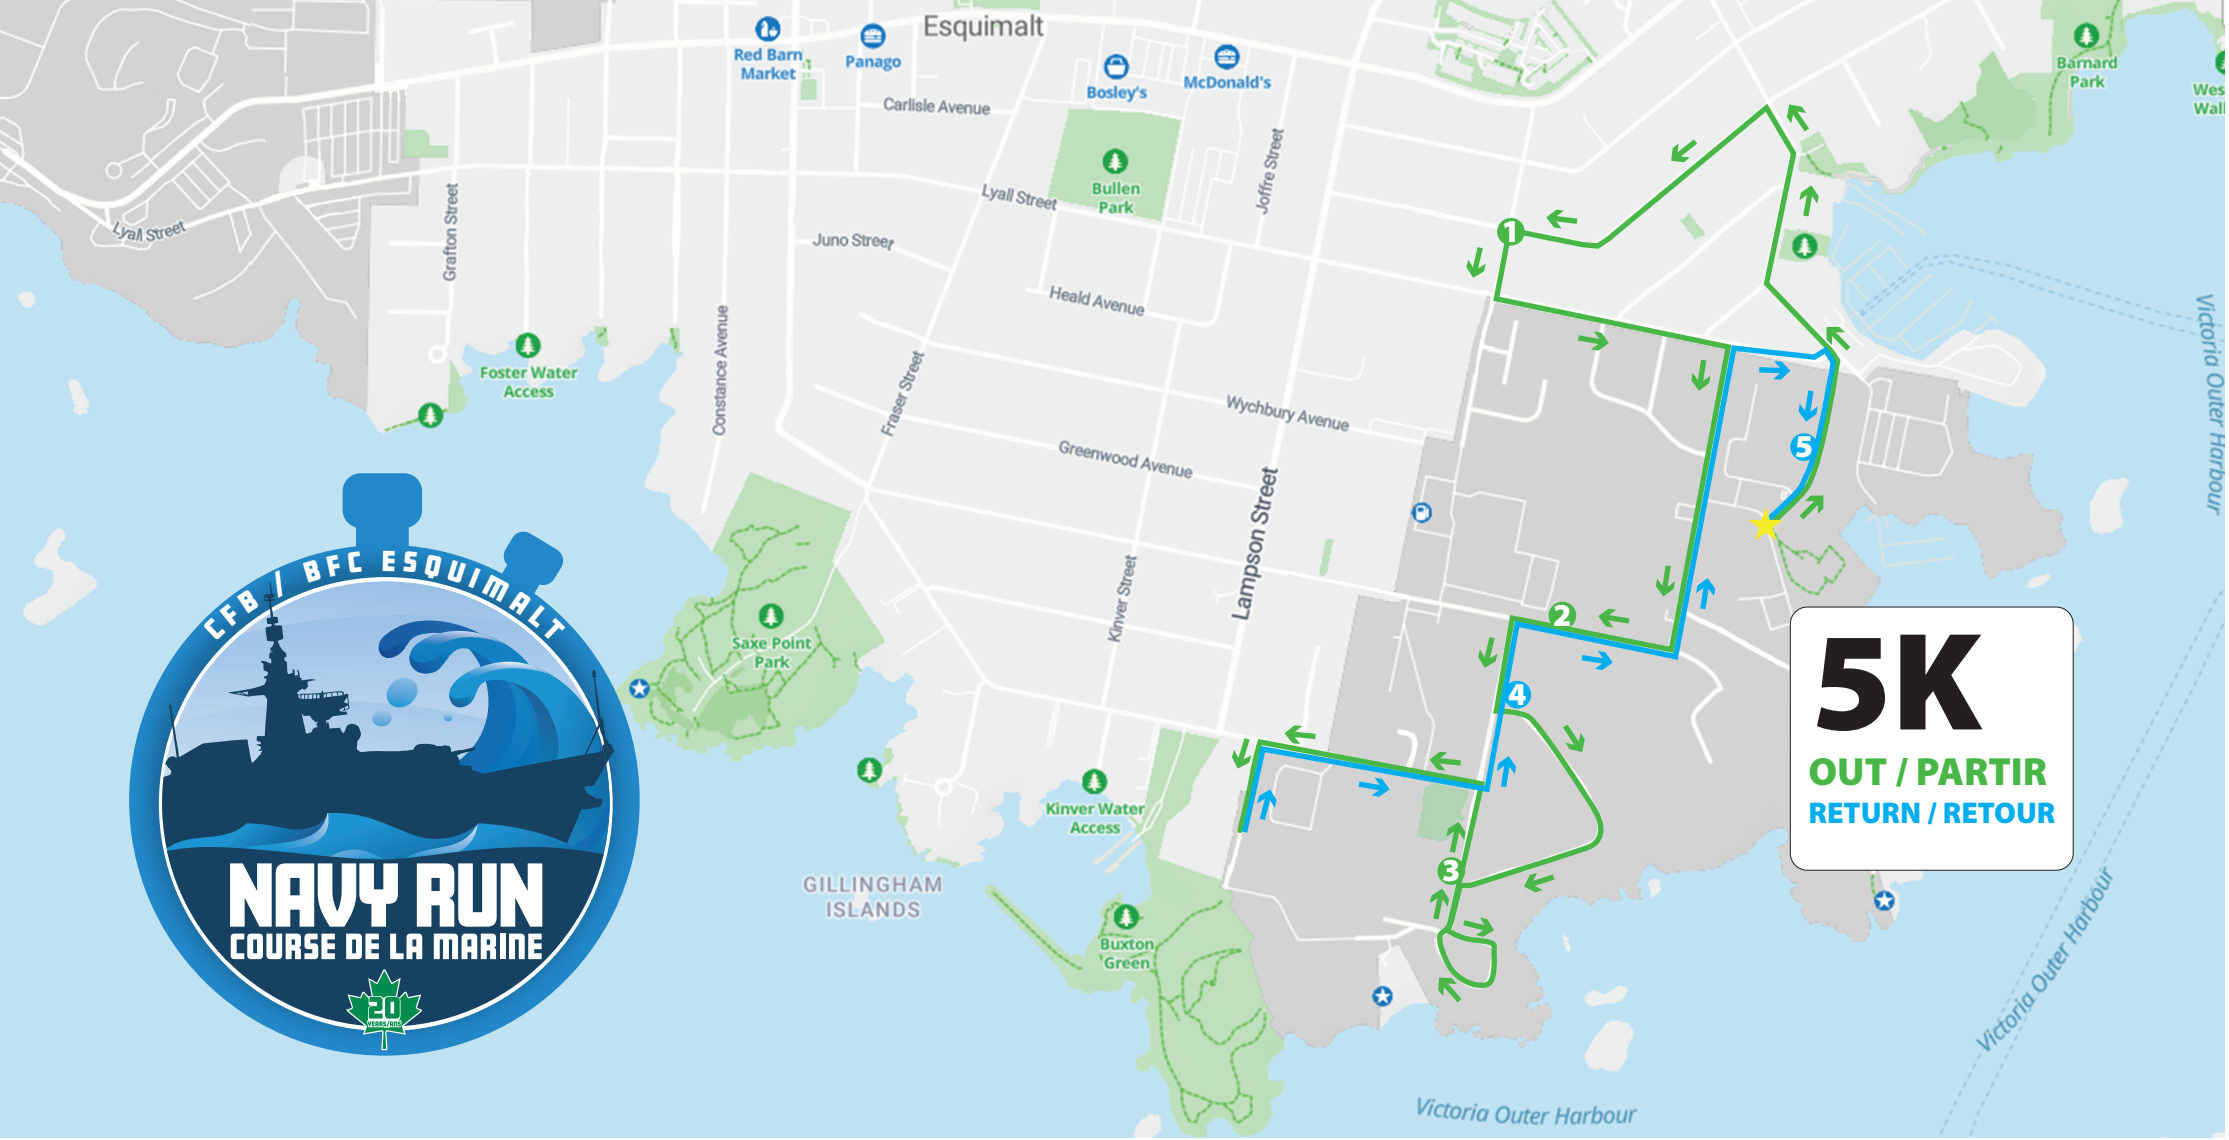 Esquimalt
Red Barn
Market
Panago
Bosley's
McDonald's
Barnard
Park
Wes
Wall
Carlisle Avenue
Joffre Street
Bullen
Park
Lyall Street
Lyall Street
Grafton Street
Juno Street
Heald Avenue
1
Constance Avenue
Foster Water
Access
Fraser Street
Wychbury Avenue
Greenwood Avenue
Victoria Outer Harbour
5
Lampson Street
Kinver Street
Saxe Point
Park
2
4
Kinver Water
Access
3
GILLINGHAM
ISLANDS
Buxton
Green
Victoria Outer Harbour
Victoria Outer Harbour
CFB / BFC ESQUIMALT
NAVY RUN
COURSE DE LA MARINE
20
YEARS/ANS
5K
OUT / PARTIR
RETURN / RETOUR